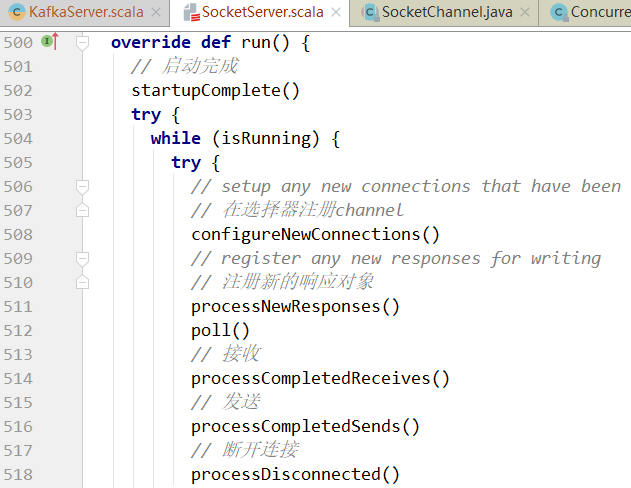 KafkaServer.scala SocketServer.scala SocketChannel.java Concurre
500 override def run() {
501 // 启动完成
502 startupComplete()
503 try {
504 while (isRunning) {
505 try {
506 // setup any new connections that have been
507 // 在选择器注册channel
508 configureNewConnections()
509 // register any new responses for writing
510 // 注册新的响应对象
511 processNewResponses()
512 poll()
513 // 接收
514 processCompletedReceives()
515 // 发送
516 processCompletedSends()
517 // 断开连接
518 processDisconnected()